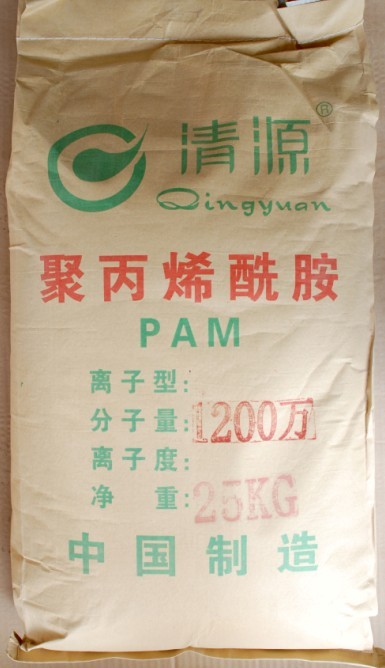 清源®
Qingyuan
聚丙烯酰胺
PAM
离子型:
分子量:1200万
离子度:
净 重:25KG
中国制造